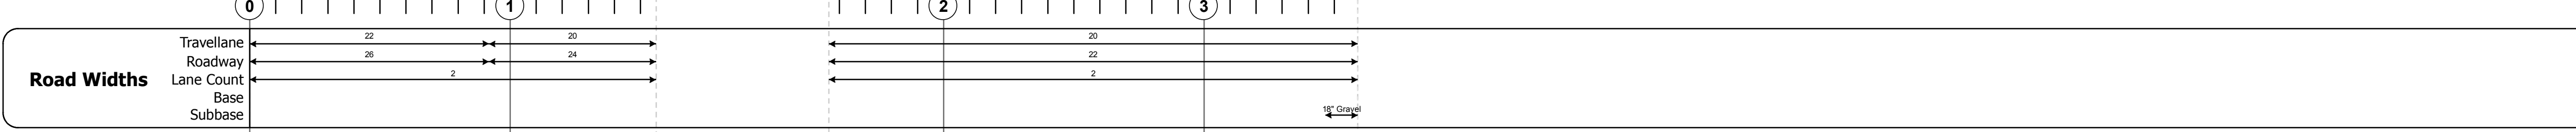 0 1 2 3
Road Widths
Travellane 22 20 20
Roadway 26 24 22
Lane Count 2 2
Base
Subbase 18" Gravel